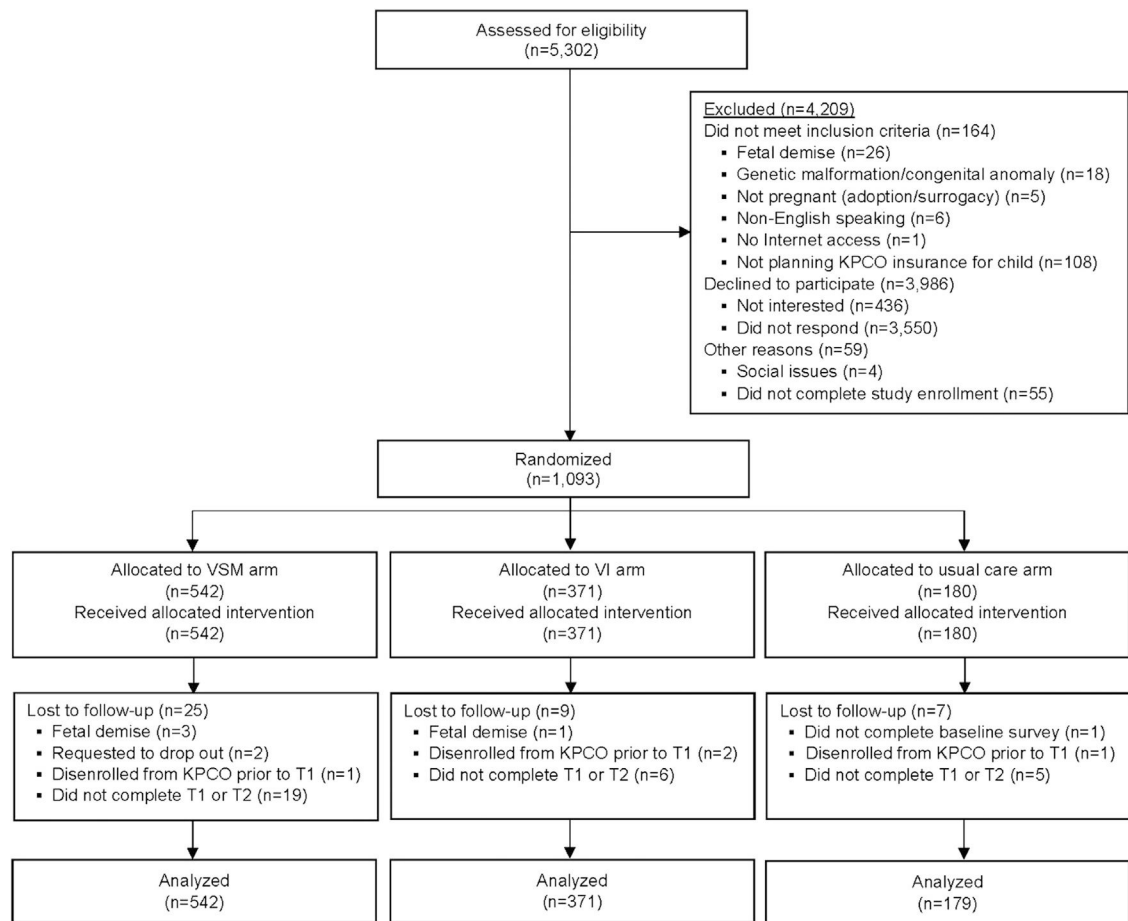 Assessed for eligibility
(n=5,302)
Excluded (n=4,209)
Did not meet inclusion criteria (n=164)
▪ Fetal demise (n=26)
▪ Genetic malformation/congenital anomaly (n=18)
▪ Not pregnant (adoption/surrogacy) (n=5)
▪ Non-English speaking (n=6)
▪ No Internet access (n=1)
▪ Not planning KPCO insurance for child (n=108)
Declined to participate (n=3,986)
▪ Not interested (n=436)
▪ Did not respond (n=3,550)
Other reasons (n=59)
▪ Social issues (n=4)
▪ Did not complete study enrollment (n=55)
Randomized
(n=1,093)
Allocated to VSM arm
(n=542)
Received allocated intervention
(n=542)
Allocated to VI arm
(n=371)
Received allocated intervention
(n=371)
Allocated to usual care arm
(n=180)
Received allocated intervention
(n=180)
Lost to follow-up (n=25)
▪ Fetal demise (n=3)
▪ Requested to drop out (n=2)
▪ Disenrolled from KPCO prior to T1 (n=1)
▪ Did not complete T1 or T2 (n=19)
Lost to follow-up (n=9)
▪ Fetal demise (n=1)
▪ Disenrolled from KPCO prior to T1 (n=2)
▪ Did not complete T1 or T2 (n=6)
Lost to follow-up (n=7)
▪ Did not complete baseline survey (n=1)
▪ Disenrolled from KPCO prior to T1 (n=1)
▪ Did not complete T1 or T2 (n=5)
Analyzed
(n=542)
Analyzed
(n=371)
Analyzed
(n=179)